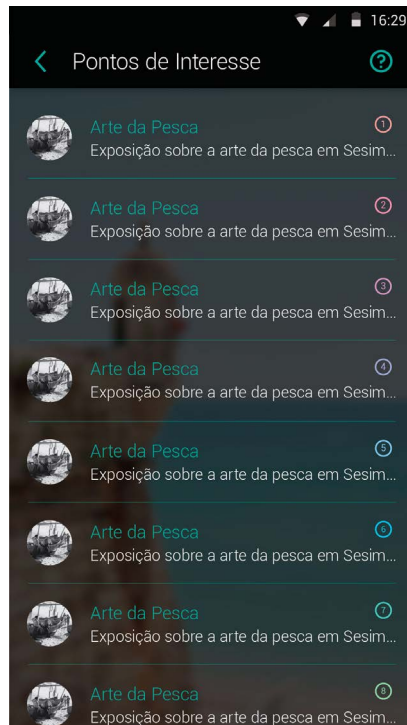 16:29
Pontos de Interesse
Arte da Pesca
1
Exposição sobre a arte da pesca em Sesim...
Arte da Pesca
2
Exposição sobre a arte da pesca em Sesim...
Arte da Pesca
3
Exposição sobre a arte da pesca em Sesim...
Arte da Pesca
4
Exposição sobre a arte da pesca em Sesim...
Arte da Pesca
5
Exposição sobre a arte da pesca em Sesim...
Arte da Pesca
6
Exposição sobre a arte da pesca em Sesim...
Arte da Pesca
7
Exposição sobre a arte da pesca em Sesim...
Arte da Pesca
8
Exposição sobre a arte da pesca em Sesim...